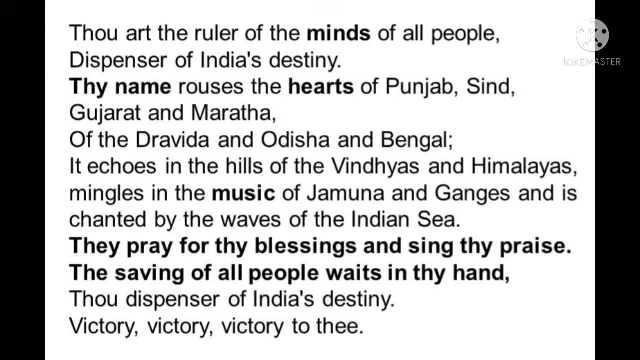 Thou art the ruler of the minds of all people,
Dispenser of India's destiny.
Thy name rouses the hearts of Punjab, Sind,
Gujarat and Maratha,
Of the Dravida and Odisha and Bengal;
It echoes in the hills of the Vindhyas and Himalayas,
mingles in the music of Jamuna and Ganges and is
chanted by the waves of the Indian Sea.
They pray for thy blessings and sing thy praise.
The saving of all people waits in thy hand,
Thou dispenser of India's destiny.
Victory, victory, victory to thee.
KINEMASTER